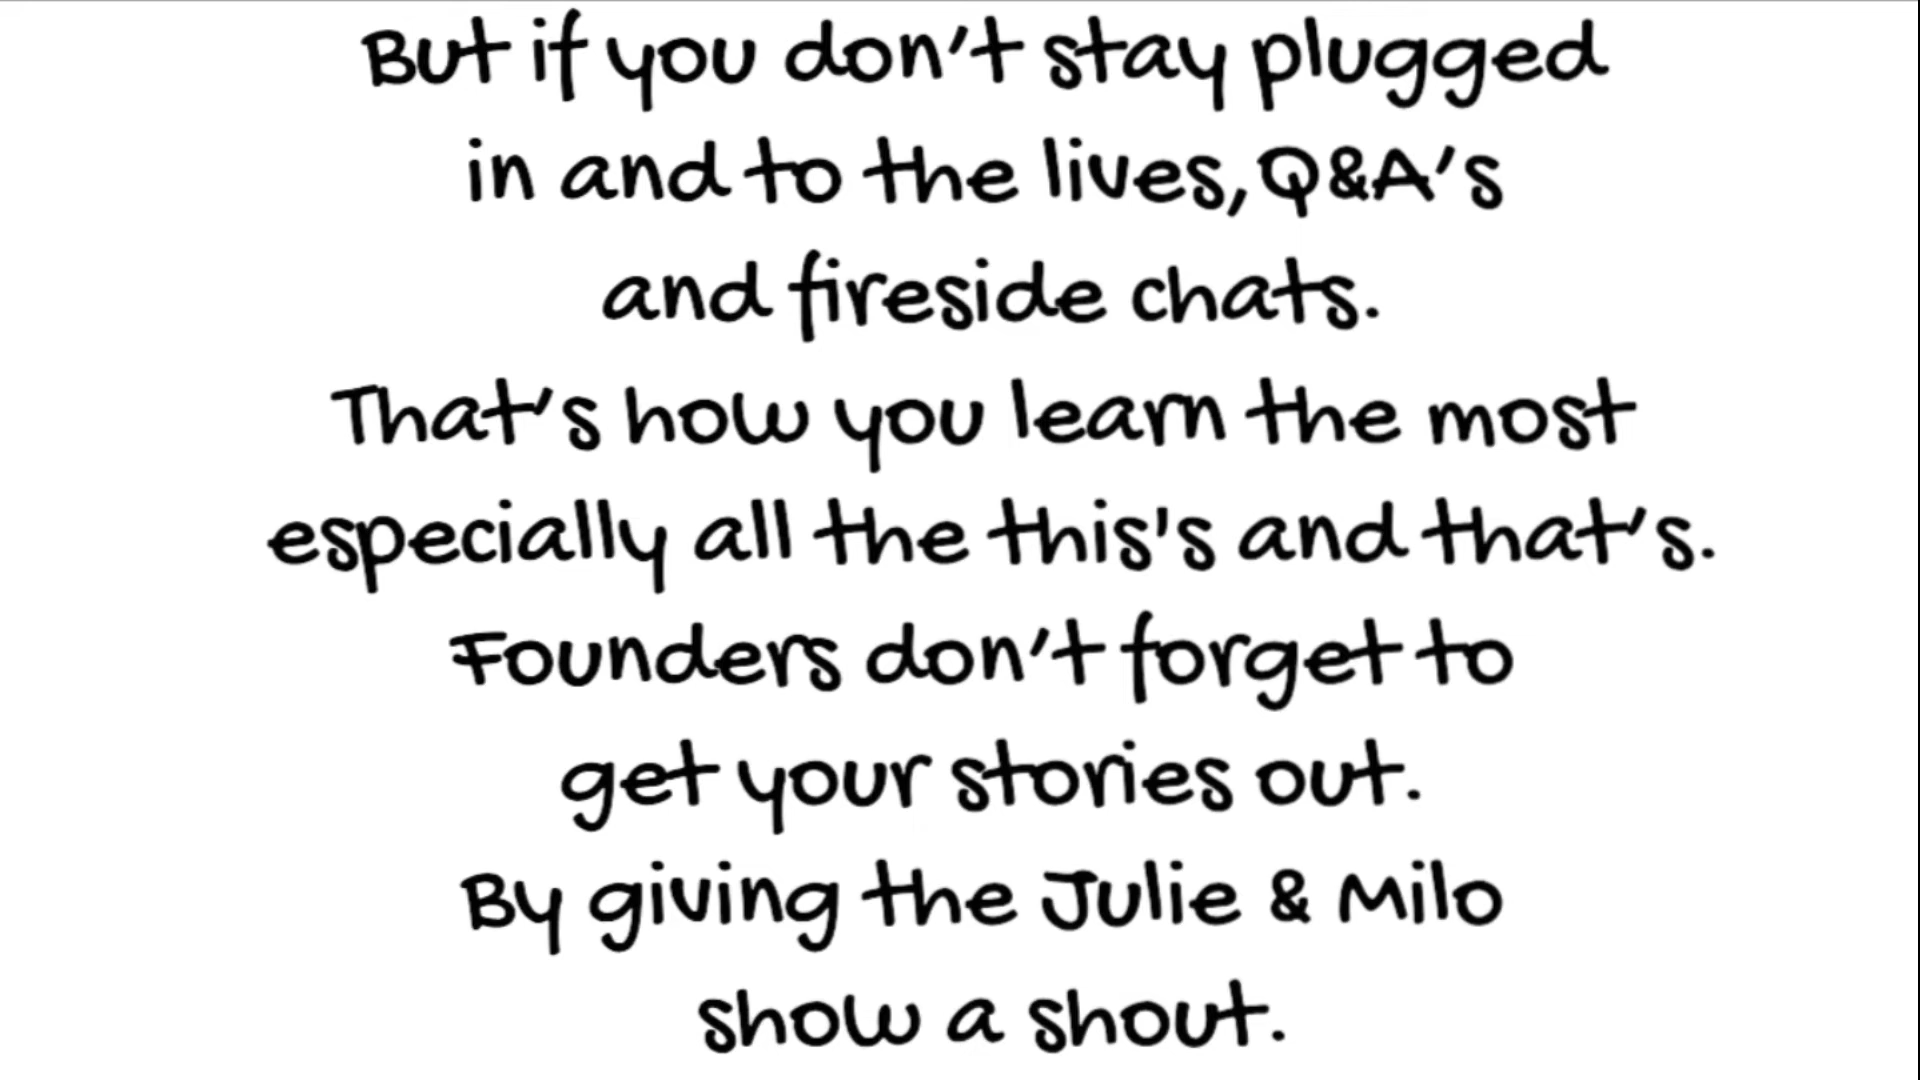 But if you don't stay plugged
in and to the lives, Q&A's
and fireside chats.
That's how you learn the most
especially all the this's and that's.
Founders don't forget to
get your stories out.
By giving the Julie & Milo
show a shout.